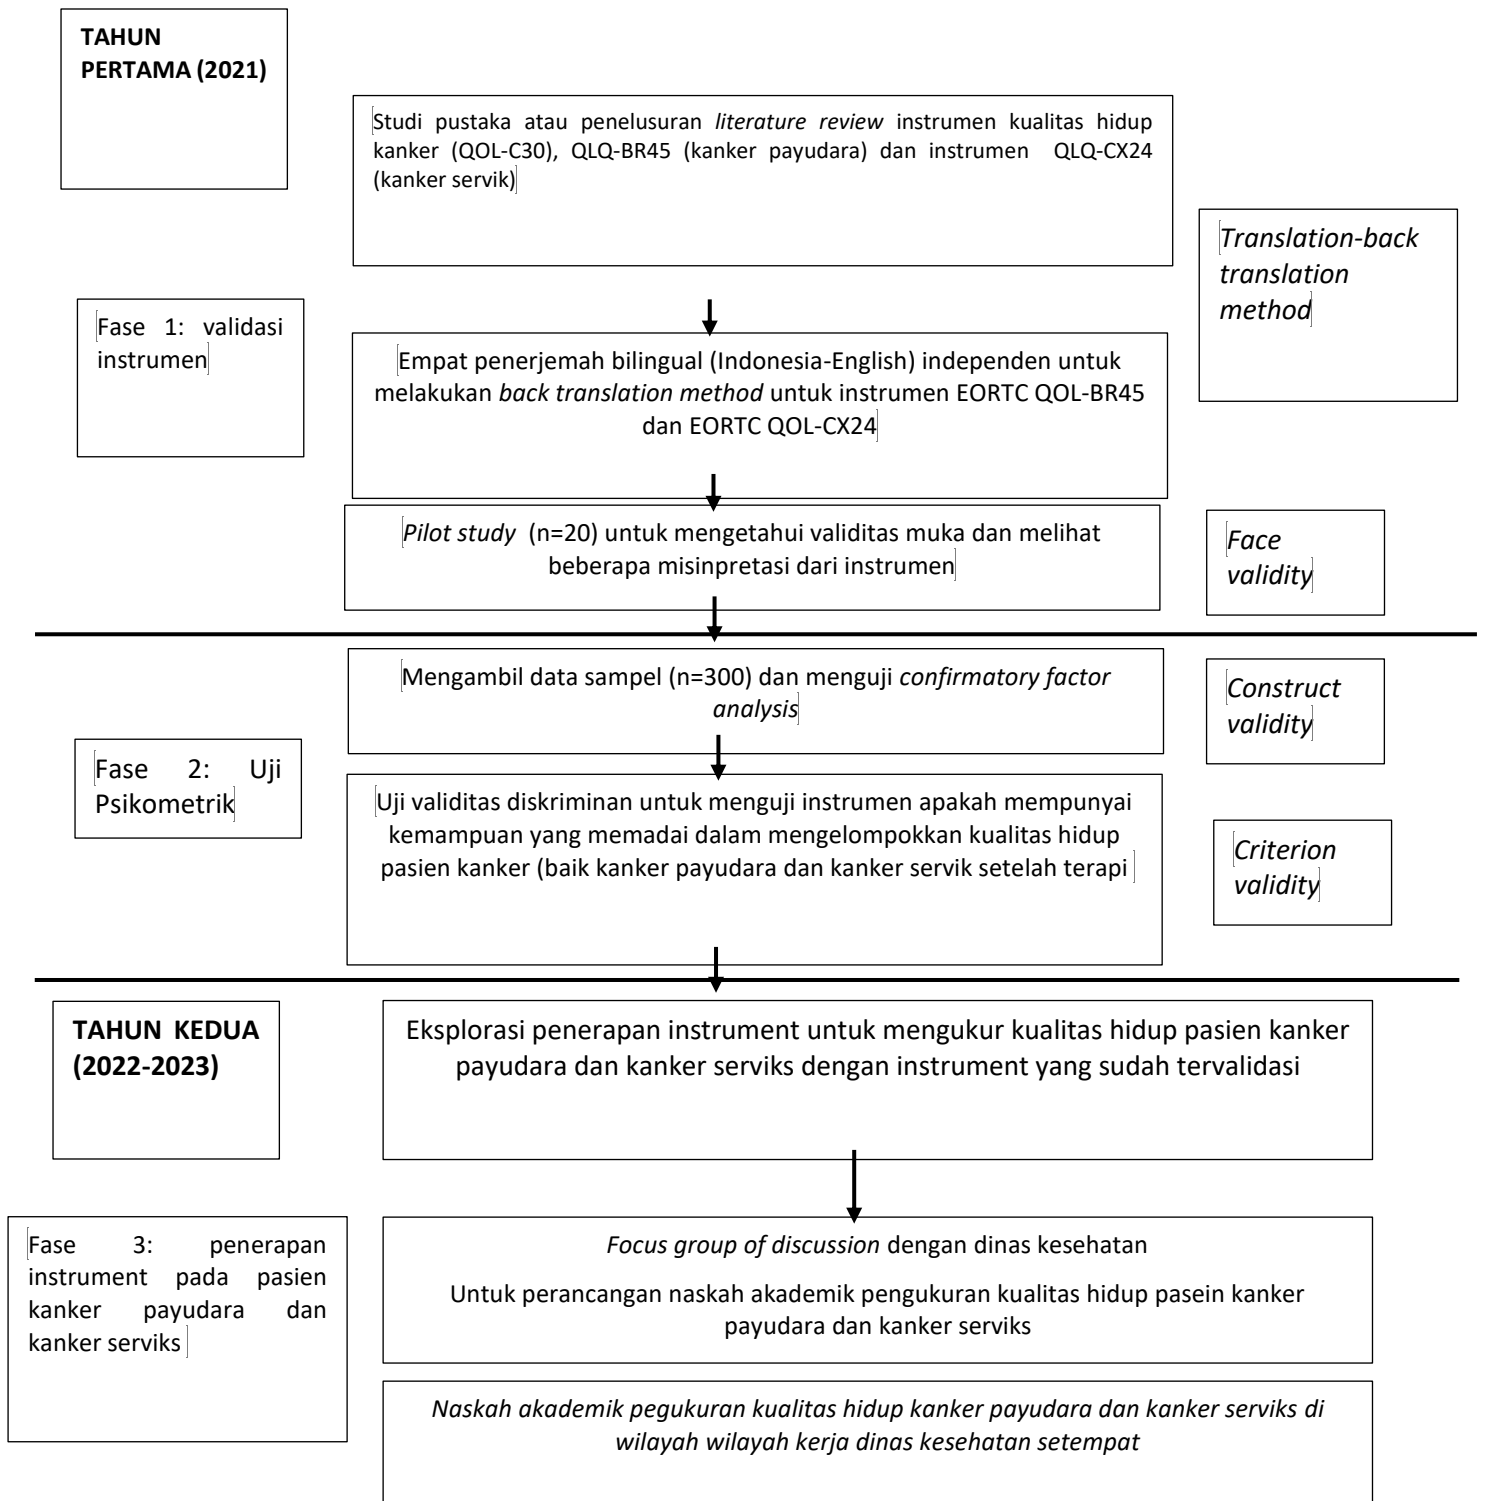 TAHUN
PERTAMA (2021)
Studi pustaka atau penelusuran literature review instrumen kualitas hidup
kanker (QOL-C30), QLQ-BR45 (kanker payudara) dan instrumen QLQ-CX24
(kanker servik)
Translation-back
translation
method
Fase 1: validasi
instrumen
Empat penerjemah bilingual (Indonesia-English) independen untuk
melakukan back translation method untuk instrumen EORTC QOL-BR45
dan EORTC QOL-CX24
Pilot study (n=20) untuk mengetahui validitas muka dan melihat
beberapa misinpretasi dari instrumen
Face
validity
Mengambil data sampel (n=300) dan menguji confirmatory factor
analysis
Construct
validity
Fase 2: Uji
Psikometrik
Uji validitas diskriminan untuk menguji instrumen apakah mempunyai
kemampuan yang memadai dalam mengelompokkan kualitas hidup
pasien kanker (baik kanker payudara dan kanker servik setelah terapi
Criterion
validity
TAHUN KEDUA
(2022-2023)
Eksplorasi penerapan instrument untuk mengukur kualitas hidup pasien kanker
payudara dan kanker serviks dengan instrument yang sudah tervalidasi
Fase 3: penerapan
instrument pada pasien
kanker payudara dan
kanker serviks
Focus group of discussion dengan dinas kesehatan
Untuk perancangan naskah akademik pengukuran kualitas hidup pasein kanker
payudara dan kanker serviks
Naskah akademik pegukuran kualitas hidup kanker payudara dan kanker serviks di
wilayah wilayah kerja dinas kesehatan setempat